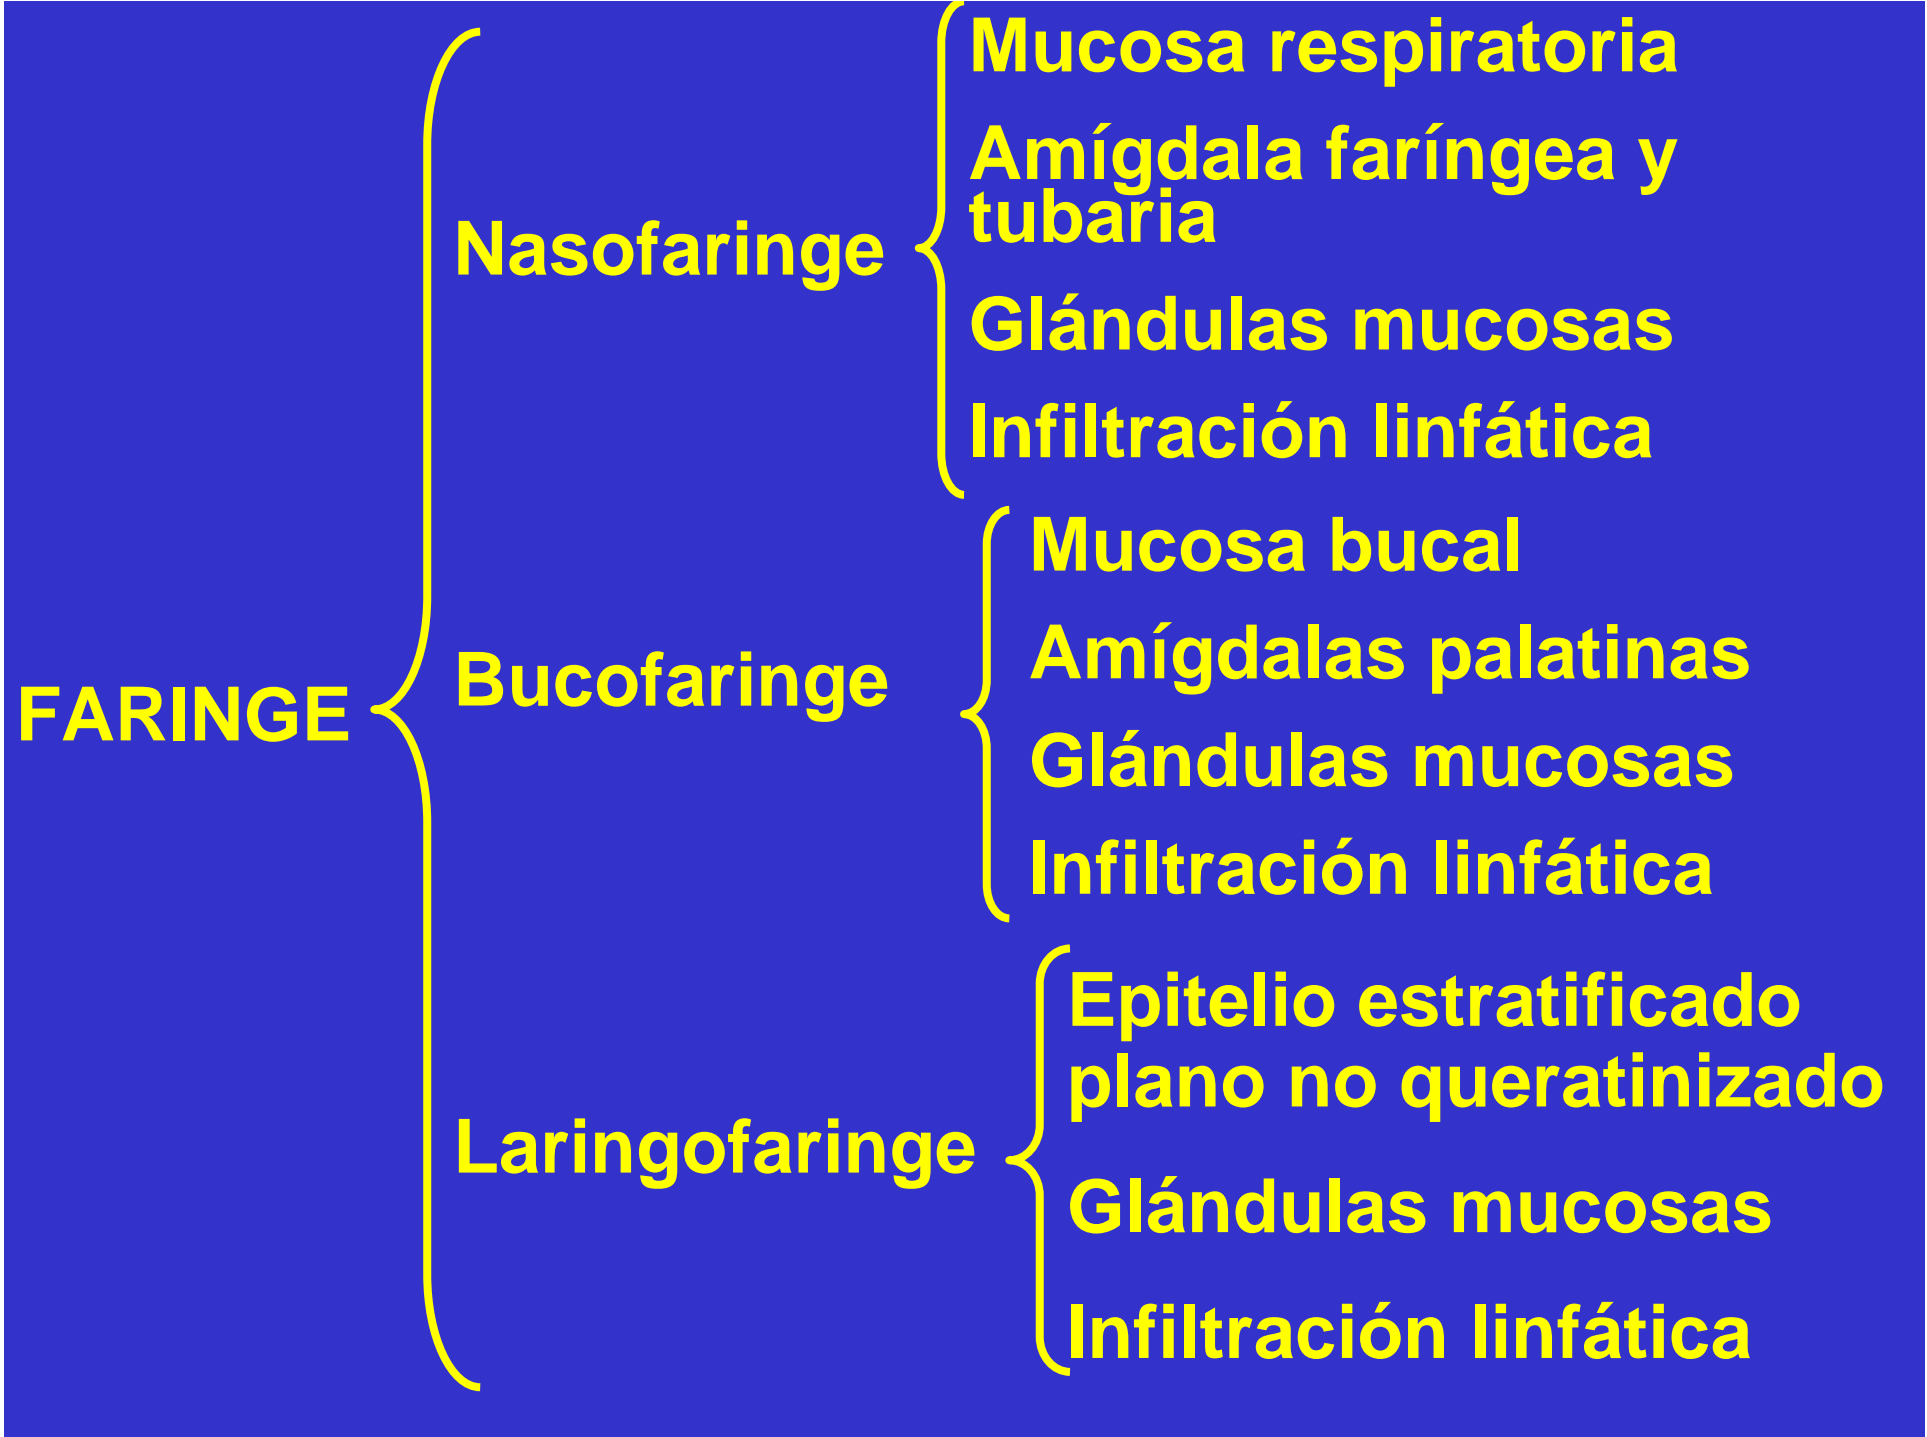 FARINGE
Nasofaringe
Mucosa respiratoria
Amígdala faríngea y
tubaria
Glándulas mucosas
Infiltración linfática
Bucofaringe
Mucosa bucal
Amígdalas palatinas
Glándulas mucosas
Infiltración linfática
Laringofaringe
Epitelio estratificado
plano no queratinizado
Glándulas mucosas
Infiltración linfática